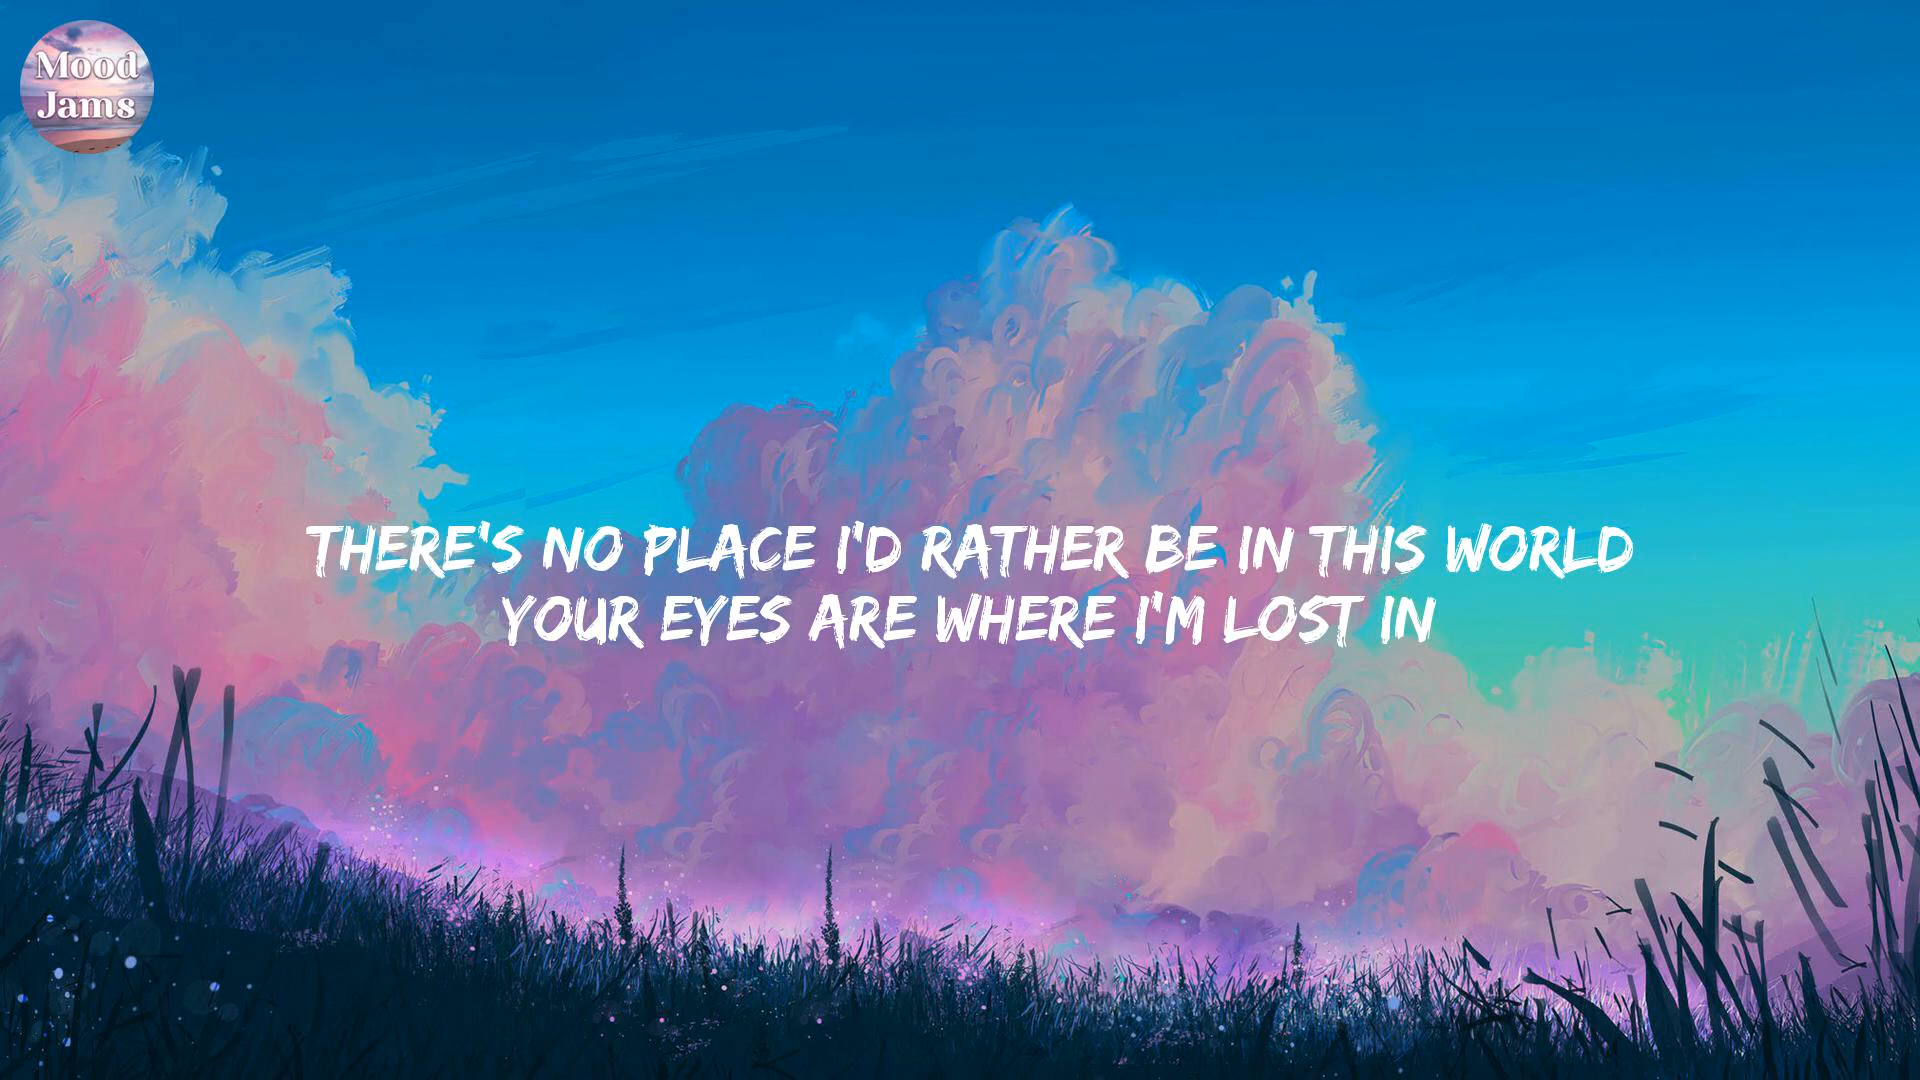 Mood
Jams
THERE'S NO PLACE I'D RATHER BE IN THIS WORLD
YOUR EYES ARE WHERE I'M LOST IN